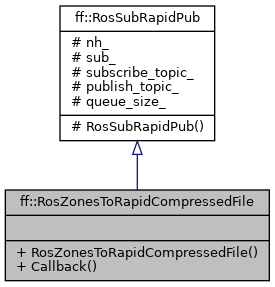 ff::RosSubRapidPub
# nh_
# sub_
# subscribe_topic_
# publish_topic_
# queue_size_
# RosSubRapidPub()
ff::RosZonesToRapidCompressedFile
+ RosZonesToRapidCompressedFile()
+ Callback()